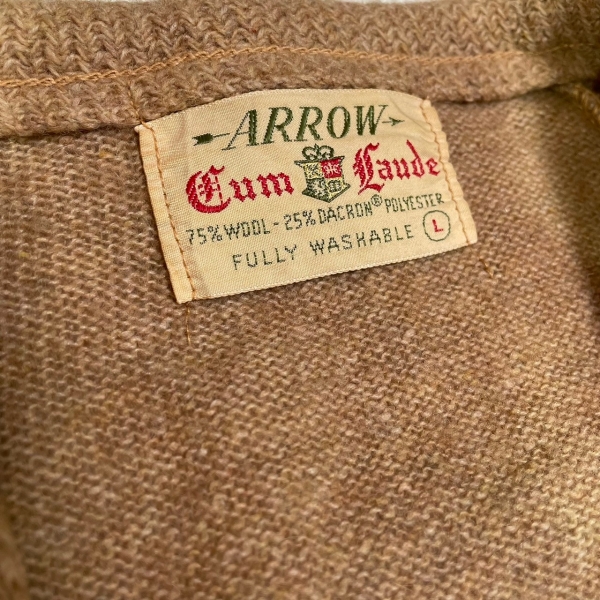 ARROW
Cum Laude
75% WOOL - 25% DACRON® POLYESTER
FULLY WASHABLE L